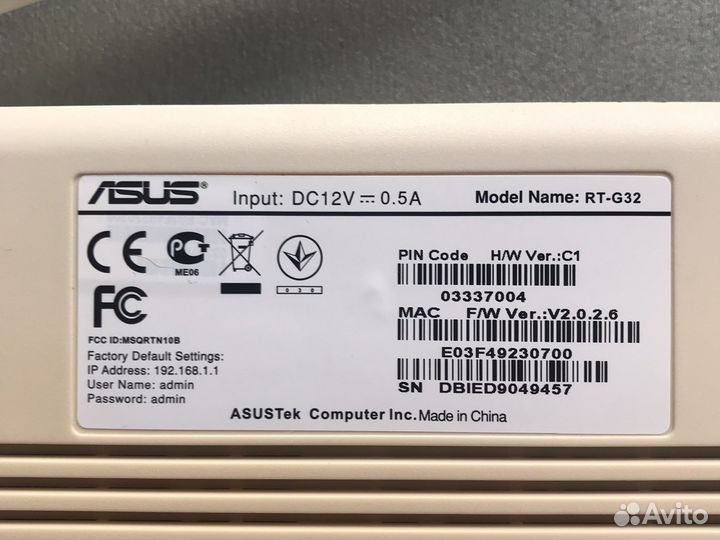 ASUS® Input: DC12V ⎓ 0.5A Model Name: RT-G32
CE PCT ME06
FC
PIN Code H/W Ver.:C1
03337004
MAC F/W Ver.:V2.0.2.6
E03F49230700
SN DBIED9049457
FCC ID:MSQRTN10B
Factory Default Settings:
IP Address: 192.168.1.1
User Name: admin
Password: admin
ASUSTek Computer Inc. Made in China
Avito